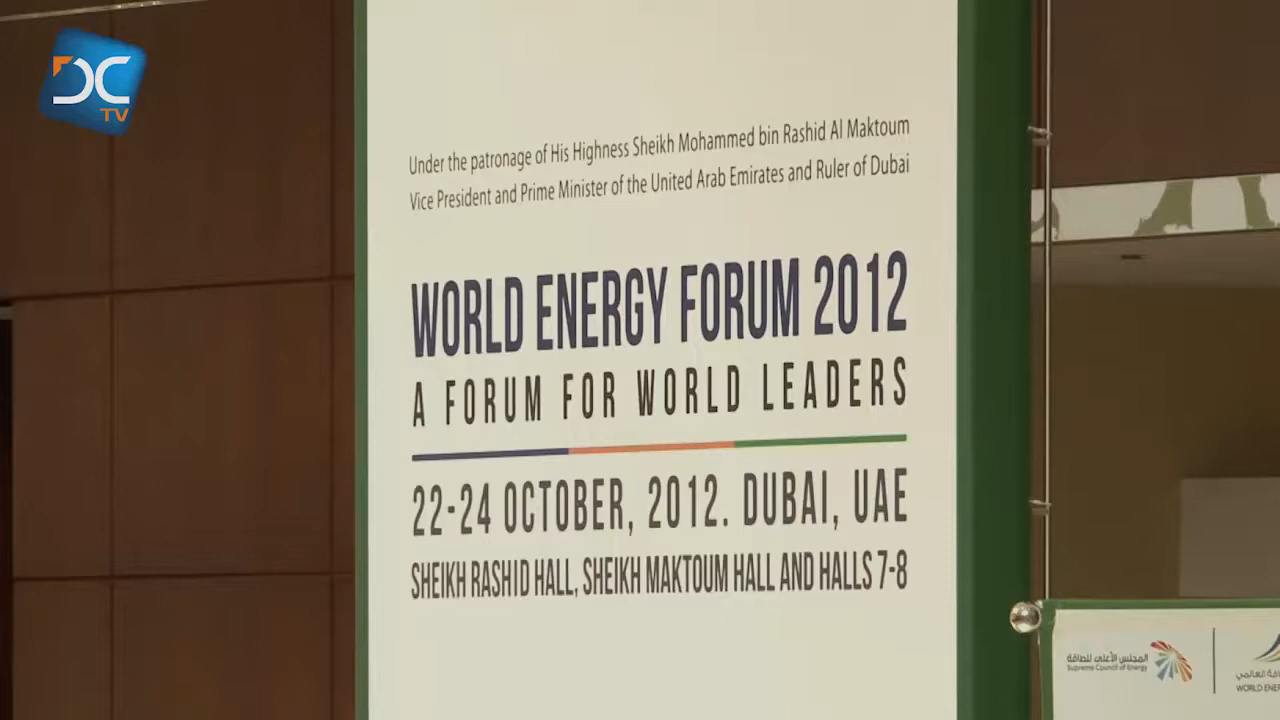 DC
TV
Under the patronage of His Highness Sheikh Mohammed bin Rashid Al Maktoum
Vice President and Prime Minister of the United Arab Emirates and Ruler of Dubai
WORLD ENERGY FORUM 2012
A FORUM FOR WORLD LEADERS
22-24 OCTOBER, 2012. DUBAI, UAE
SHEIKH RASHID HALL, SHEIKH MAKTOUM HALL AND HALLS 7-8
المجلس الأعلى للطاقة
Supreme Council of Energy
العالمي
WORLD